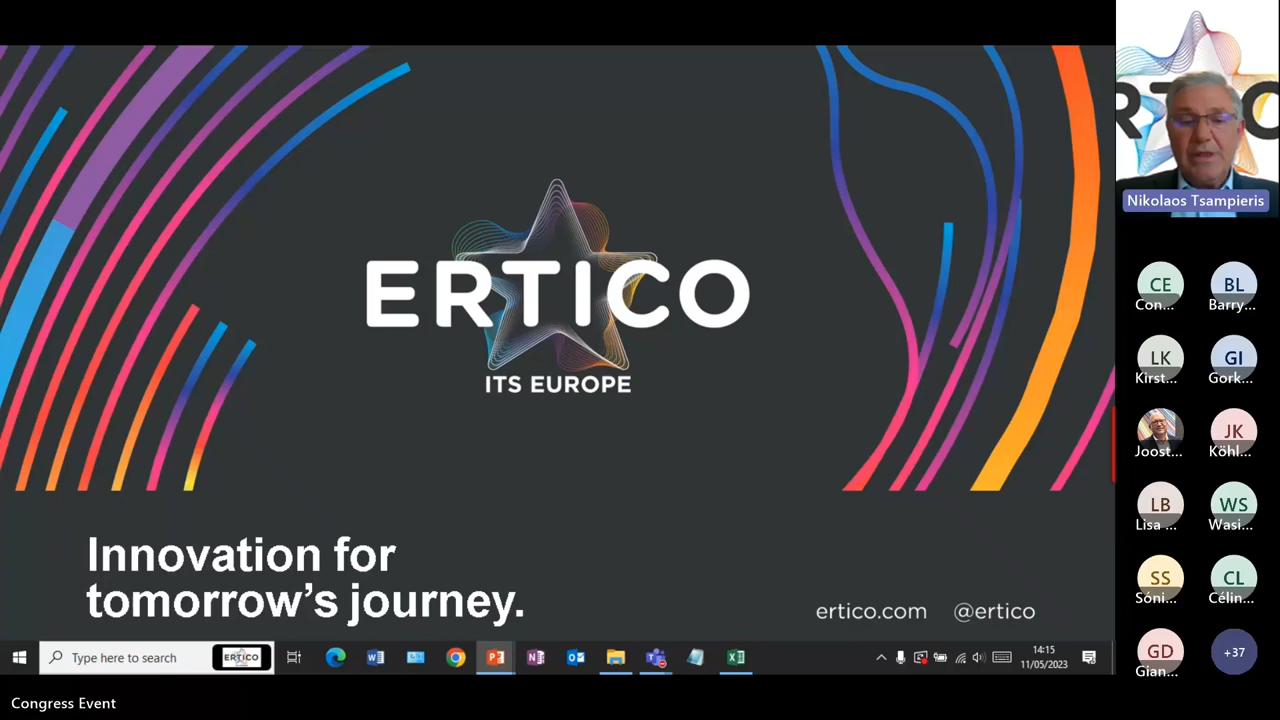 ERTICO
ITS EUROPE
Innovation for
tomorrow's journey.
ertico.com @ertico
Type here to search
ERTICO
14:15
11/05/2023
Congress Event
ERTICO
Nikolaos Tsampieris
CE
Con...
BL
Barry...
LK
Kirst...
GI
Gork...
Joost...
JK
Köhl...
LB
Lisa ...
WS
Wasi...
SS
Sóni...
CL
Célin...
GD
Gian...
+37